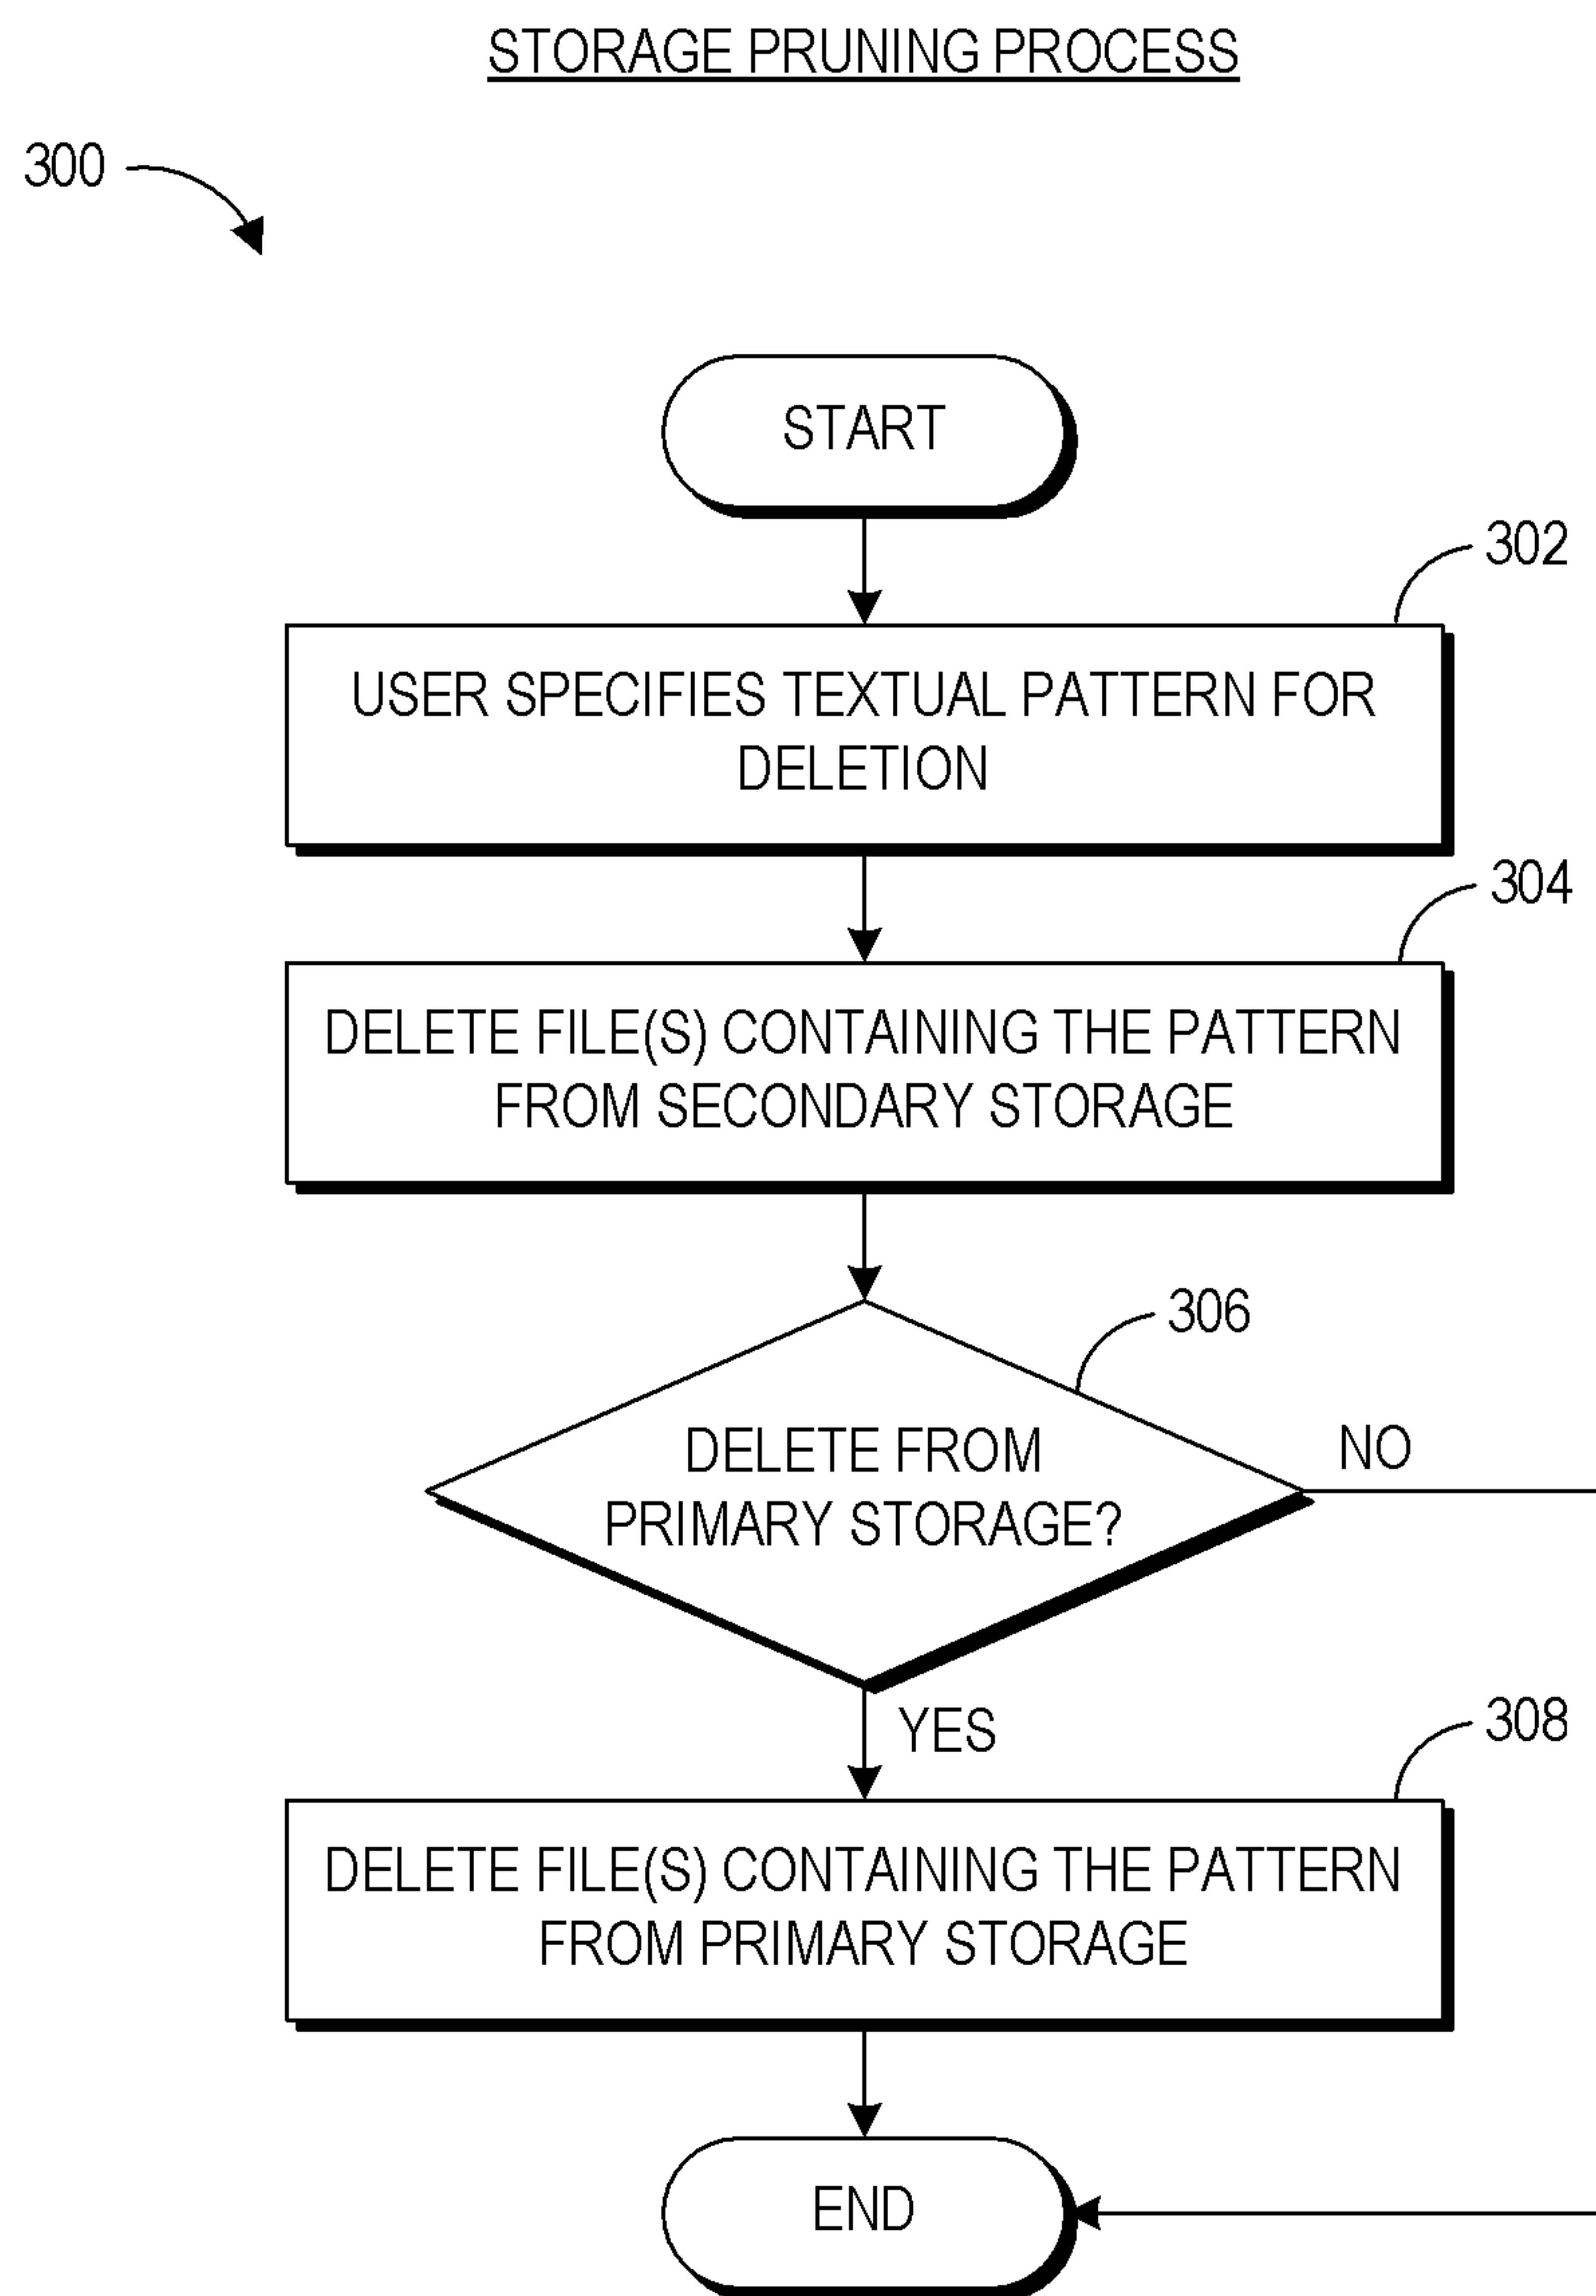 STORAGE PRUNING PROCESS
300
START
302
USER SPECIFIES TEXTUAL PATTERN FOR
DELETION
304
DELETE FILE(S) CONTAINING THE PATTERN
FROM SECONDARY STORAGE
306
DELETE FROM
PRIMARY STORAGE?
NO
YES
308
DELETE FILE(S) CONTAINING THE PATTERN
FROM PRIMARY STORAGE
END